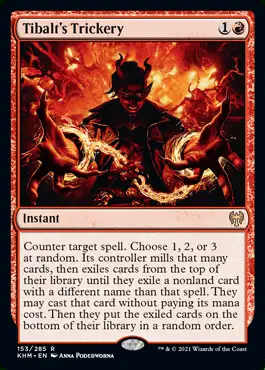 Tibalt's Trickery 1
Instant
Counter target spell. Choose 1, 2, or 3
at random. Its controller mills that many
cards, then exiles cards from the top of
their library until they exile a nonland card
with a different name than that spell. They
may cast that card without paying its mana
cost. Then they put the exiled cards on the
bottom of their library in a random order.
153/285 R
KHM • EN Anna Podedworna
™ & © 2021 Wizards of the Coast